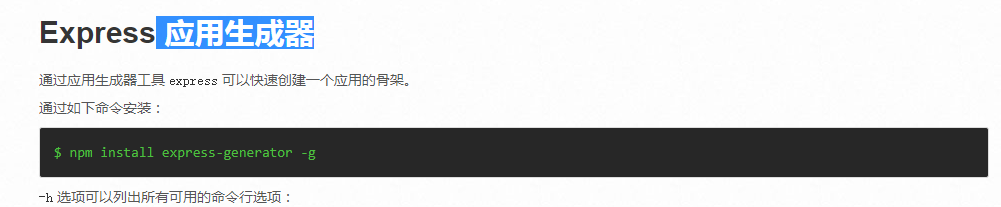 Express 应用生成器
通过应用生成器工具 express 可以快速创建一个应用的骨架。
通过如下命令安装：
$ npm install express-generator -g
-h 选项可以列出所有可用的命令行选项：